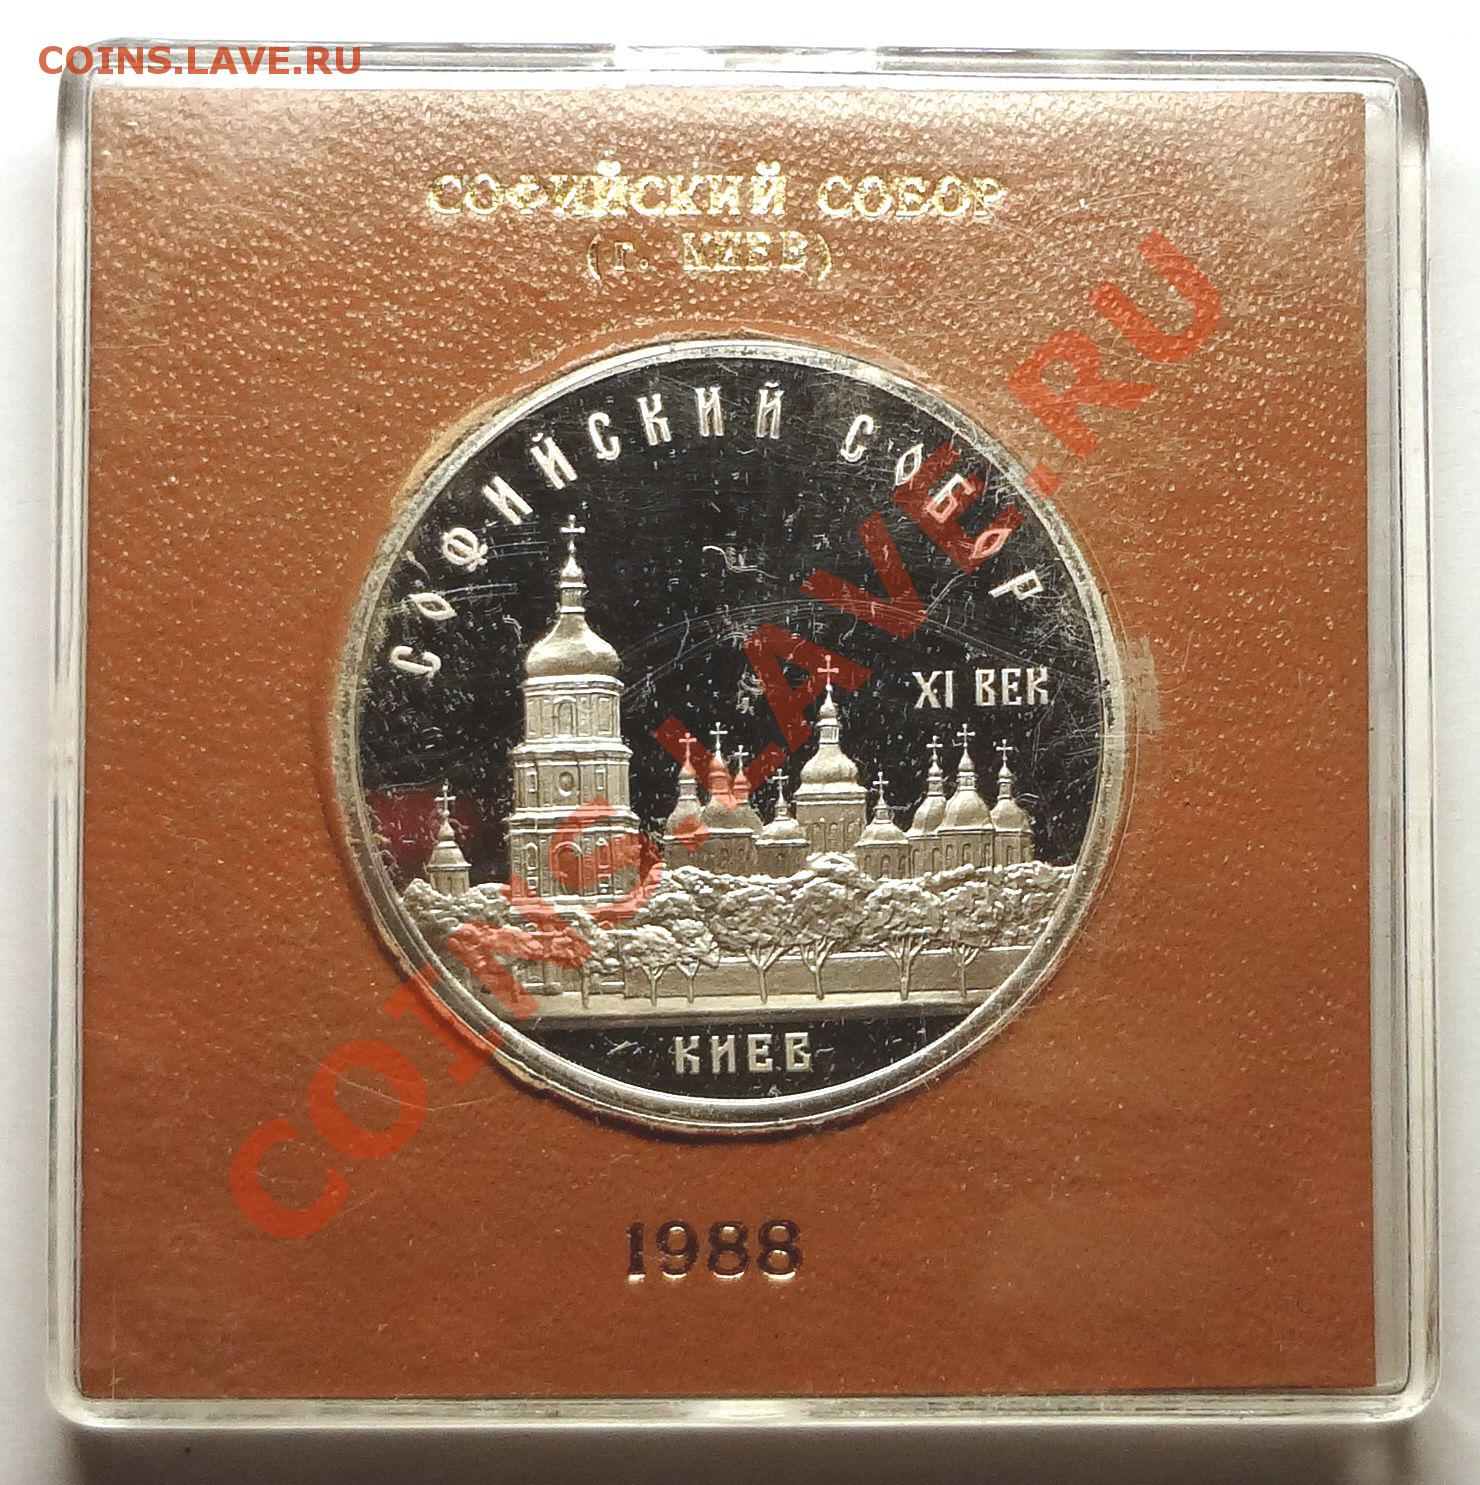 COINS.LAVE.RU
СОФИЙСКИЙ СОБОР
(г. КИЕВ)
СОФИЙСКИЙ СОБОР
XI ВЕК
КИЕВ
1988
COINS.LAVE.RU